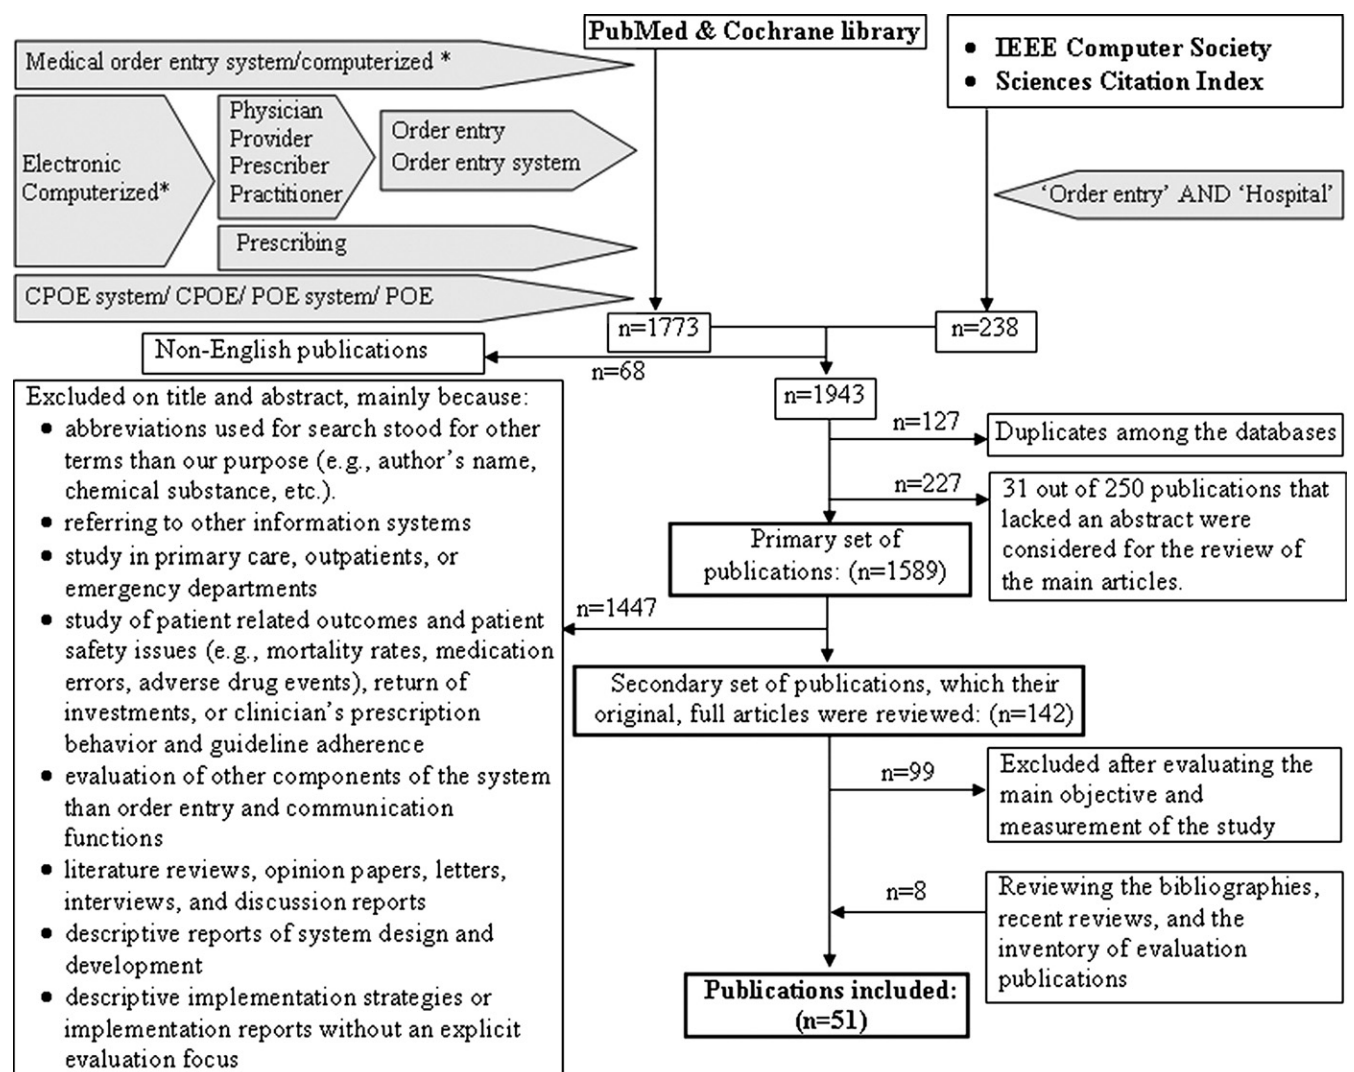 PubMed & Cochrane library
• IEEE Computer Society
• Sciences Citation Index
Medical order entry system/computerized *
Electronic
Computerized*
Physician
Provider
Prescriber
Practitioner
Order entry
Order entry system
Prescribing
CPOE system/ CPOE/ POE system/ POE
‘Order entry’ AND ‘Hospital’
n=1773
n=238
Non-English publications
n=68
n=1943
n=127
Duplicates among the databases
n=227
31 out of 250 publications that
lacked an abstract were
considered for the review of
the main articles.
Primary set of
publications: (n=1589)
n=1447
Excluded on title and abstract, mainly because:
• abbreviations used for search stood for other
terms than our purpose (e.g., author’s name,
chemical substance, etc.).
• referring to other information systems
• study in primary care, outpatients, or
emergency departments
• study of patient related outcomes and patient
safety issues (e.g., mortality rates, medication
errors, adverse drug events), return of
investments, or clinician’s prescription
behavior and guideline adherence
• evaluation of other components of the system
than order entry and communication
functions
• literature reviews, opinion papers, letters,
interviews, and discussion reports
• descriptive reports of system design and
development
• descriptive implementation strategies or
implementation reports without an explicit
evaluation focus
Secondary set of publications, which their
original, full articles were reviewed: (n=142)
n=99
Excluded after evaluating the
main objective and
measurement of the study
n=8
Reviewing the bibliographies,
recent reviews, and the
inventory of evaluation
publications
Publications included:
(n=51)